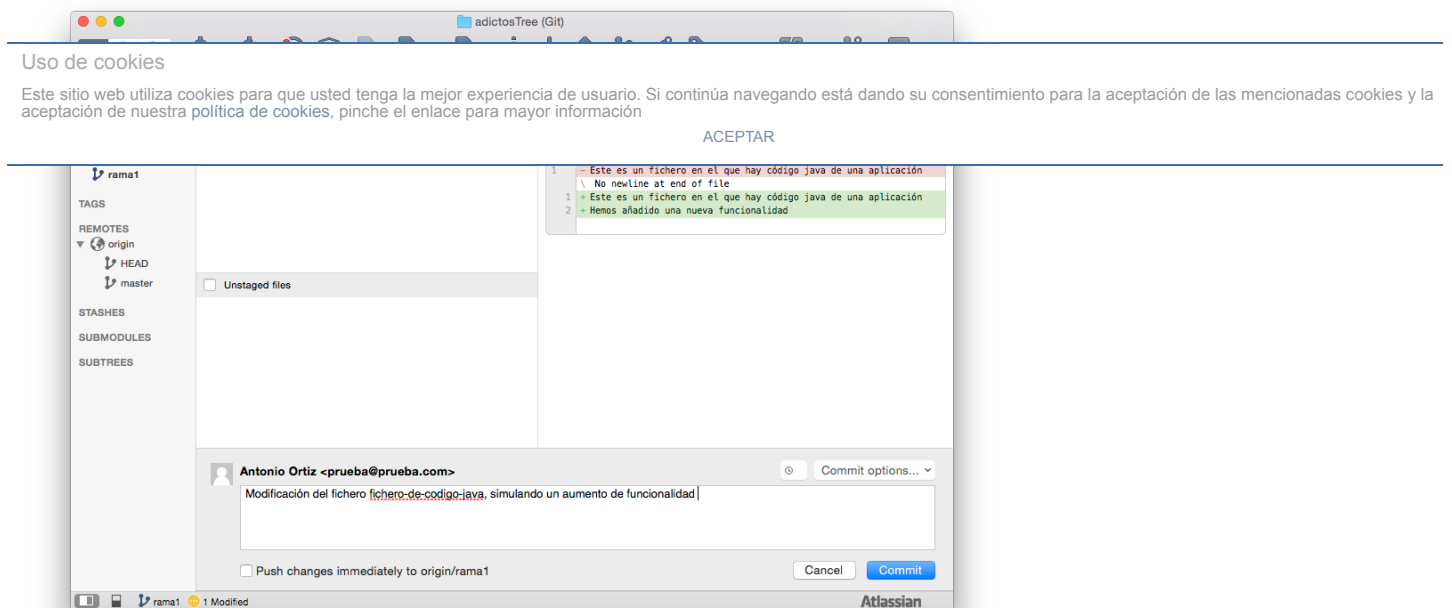 adictosTree (Git)
Uso de cookies
Este sitio web utiliza cookies para que usted tenga la mejor experiencia de usuario. Si continúa navegando está dando su consentimiento para la aceptación de las mencionadas cookies y la
aceptación de nuestra política de cookies, pinche el enlace para mayor información
ACEPTAR
rama1
TAGS
REMOTES
origin
HEAD
master
STASHES
SUBMODULES
SUBTREES
Unstaged files
1 - Este es un fichero en el que hay código java de una aplicación
\ No newline at end of file
1 + Este es un fichero en el que hay código java de una aplicación
2 + Hemos añadido una nueva funcionalidad
Antonio Ortiz <prueba@prueba.com>
Commit options...
Modificación del fichero fichero-de-codigo-java, simulando un aumento de funcionalidad
Push changes immediately to origin/rama1
Cancel
Commit
rama1 1 Modified
Atlassian